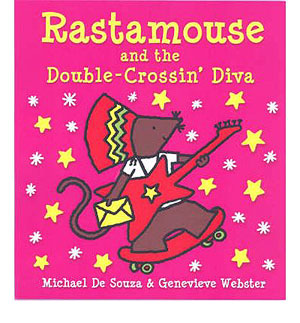 Rastamouse
and the
Double-Crossin' Diva
Michael De Souza & Genevieve Webster